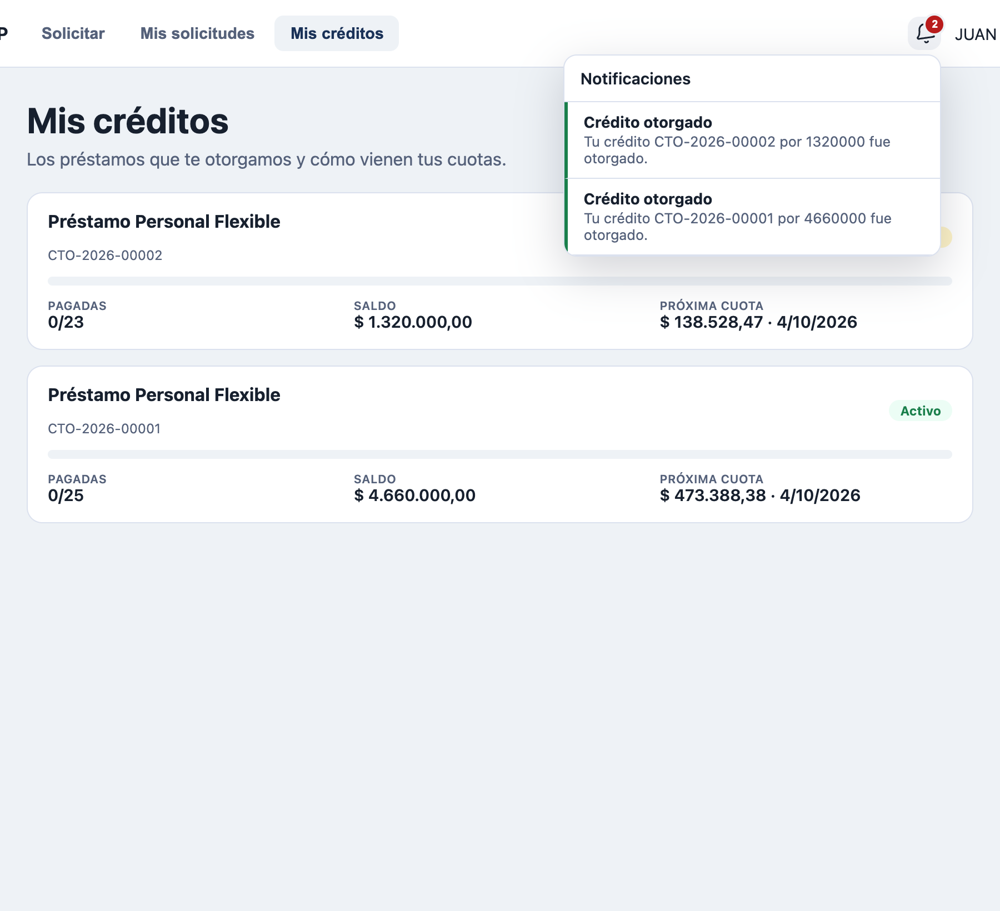 P Solicitar Mis solicitudes Mis créditos 2 JUAN
Notificaciones
Crédito otorgado
Tu crédito CTO-2026-00002 por 1320000 fue
otorgado.
Crédito otorgado
Tu crédito CTO-2026-00001 por 4660000 fue
otorgado.
Mis créditos
Los préstamos que te otorgamos y cómo vienen tus cuotas.
Préstamo Personal Flexible
CTO-2026-00002
PAGADAS SALDO PRÓXIMA CUOTA
0/23 $ 1.320.000,00 $ 138.528,47 · 4/10/2026
Préstamo Personal Flexible
Activo
CTO-2026-00001
PAGADAS SALDO PRÓXIMA CUOTA
0/25 $ 4.660.000,00 $ 473.388,38 · 4/10/2026